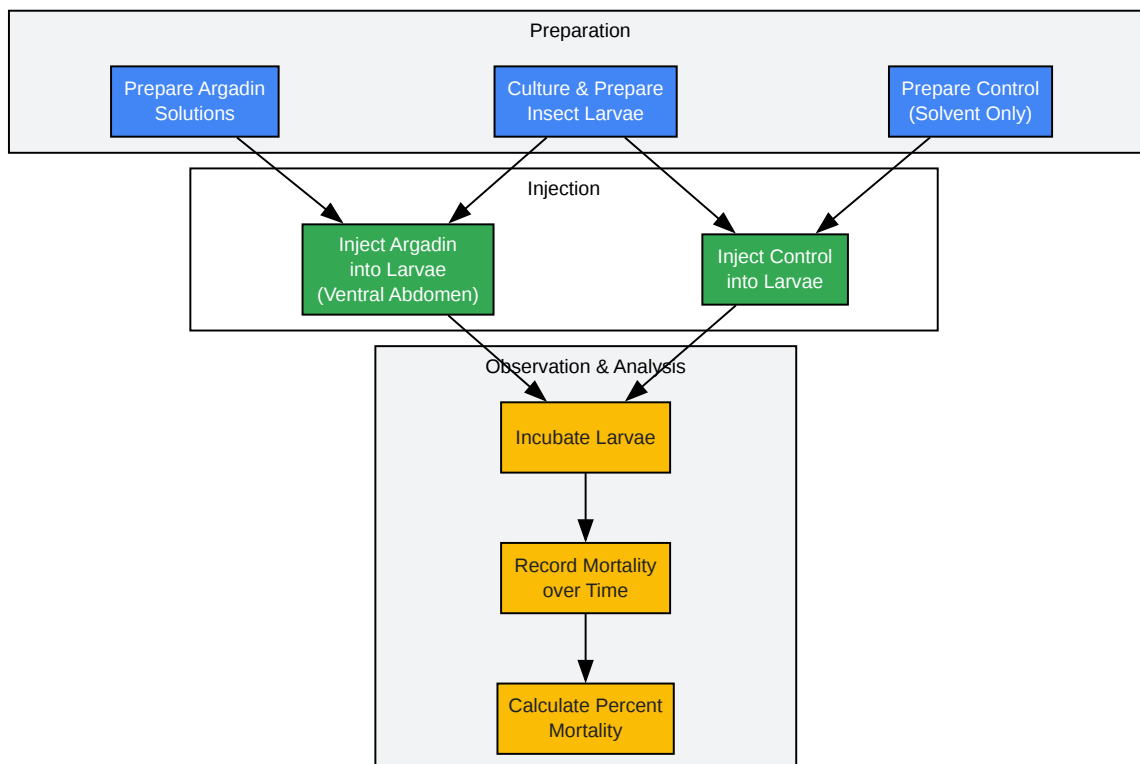 Preparation
Prepare Argadin
Solutions
Culture & Prepare
Insect Larvae
Prepare Control
(Solvent Only)
Injection
Inject Argadin
into Larvae
(Ventral Abdomen)
Inject Control
into Larvae
Observation & Analysis
Incubate Larvae
Record Mortality
over Time
Calculate Percent
Mortality